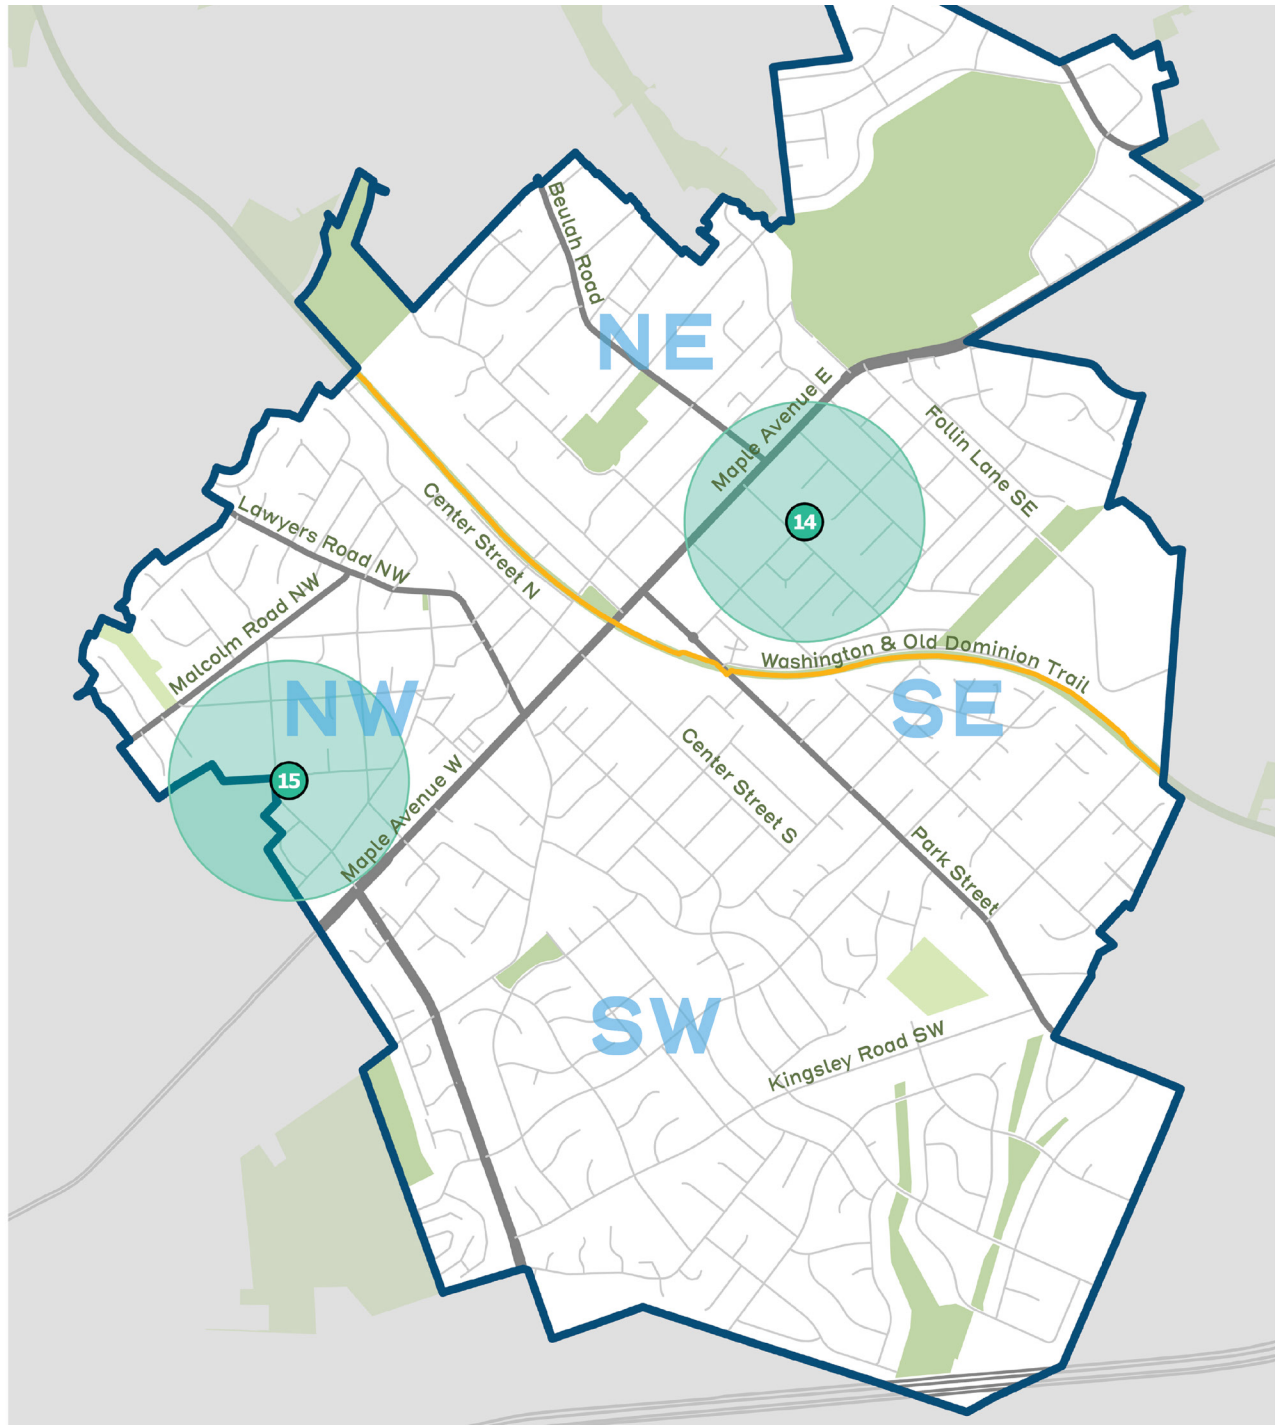 Beulah Road
NE
Maple Avenue E
Follin Lane SE
Center Street N
Lawyers Road NW
14
Malcolm Road NW
Washington & Old Dominion Trail
NW
SE
15
Center Street S
Maple Avenue W
Park Street
SW
Kingsley Road SW